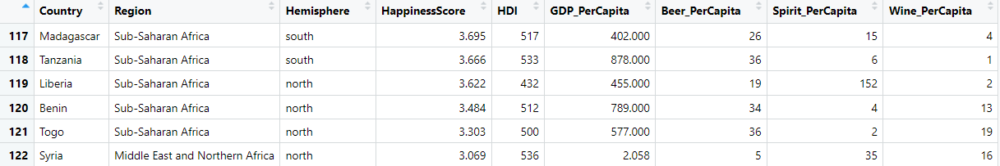 Country Region Hemisphere HappinessScore HDI GDP_PerCapita Beer_PerCapita Spirit_PerCapita Wine_PerCapita
117 Madagascar Sub-Saharan Africa south 3.695 517 402.000 26 15 4
118 Tanzania Sub-Saharan Africa south 3.666 533 878.000 36 6 1
119 Liberia Sub-Saharan Africa north 3.622 432 455.000 19 152 2
120 Benin Sub-Saharan Africa north 3.484 512 789.000 34 4 13
121 Togo Sub-Saharan Africa north 3.303 500 577.000 36 2 19
122 Syria Middle East and Northern Africa north 3.069 536 2.058 5 35 16